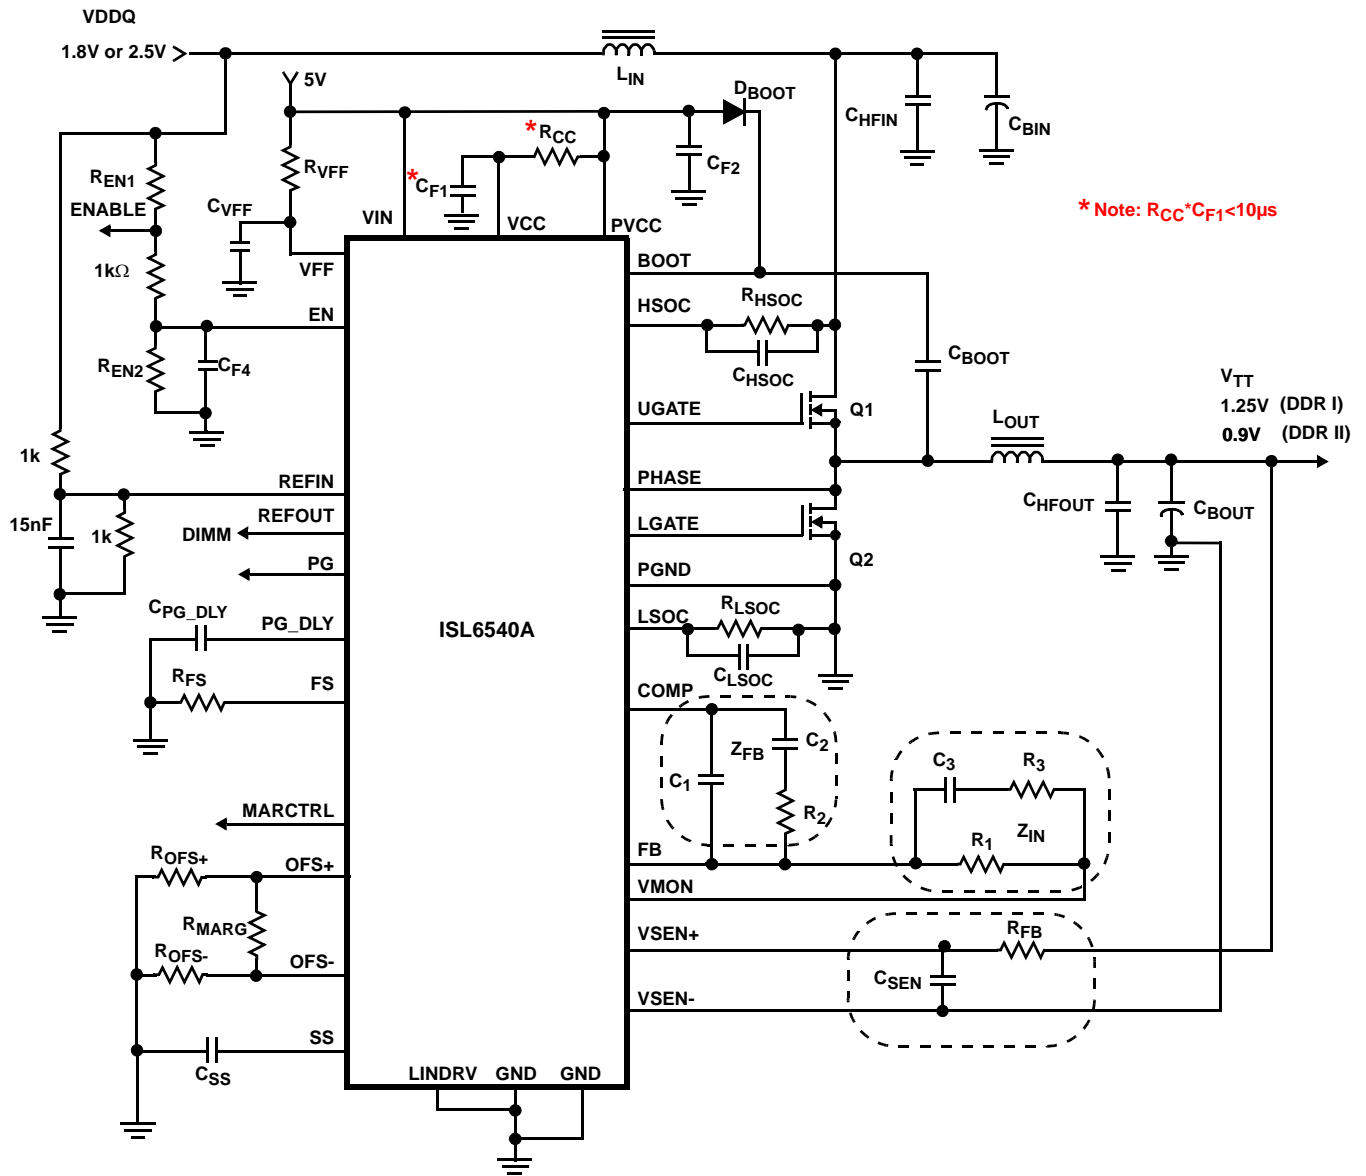 VDDQ
1.8V or 2.5V
LIN
5V
DBOOT
CHFIN
CBIN
*RCC
RVFF
*CF1
CF2
REN1
CVFF
ENABLE
VIN
VCC
PVCC
* Note: RCC*CF1<10µs
VFF
BOOT
1kΩ
HSOC
RHSOC
EN
CHSOC
CBOOT
REN2
CF4
VTT
1.25V (DDR I)
0.9V (DDR II)
UGATE
Q1
LOUT
1k
REFIN
PHASE
CHFOUT
CBOUT
15nF
1k
REFOUT
DIMM
LGATE
Q2
PG
PGND
CPG_DLY
PG_DLY
ISL6540A
LSOC
RLSOC
CLSOC
RFS
FS
COMP
ZFB
C2
C1
R2
C3
R3
ZIN
R1
MARCTRL
FB
VMON
ROFS+
OFS+
RMARG
VSEN+
RFB
ROFS-
OFS-
CSEN
VSEN-
SS
CSS
LINDRV
GND
GND